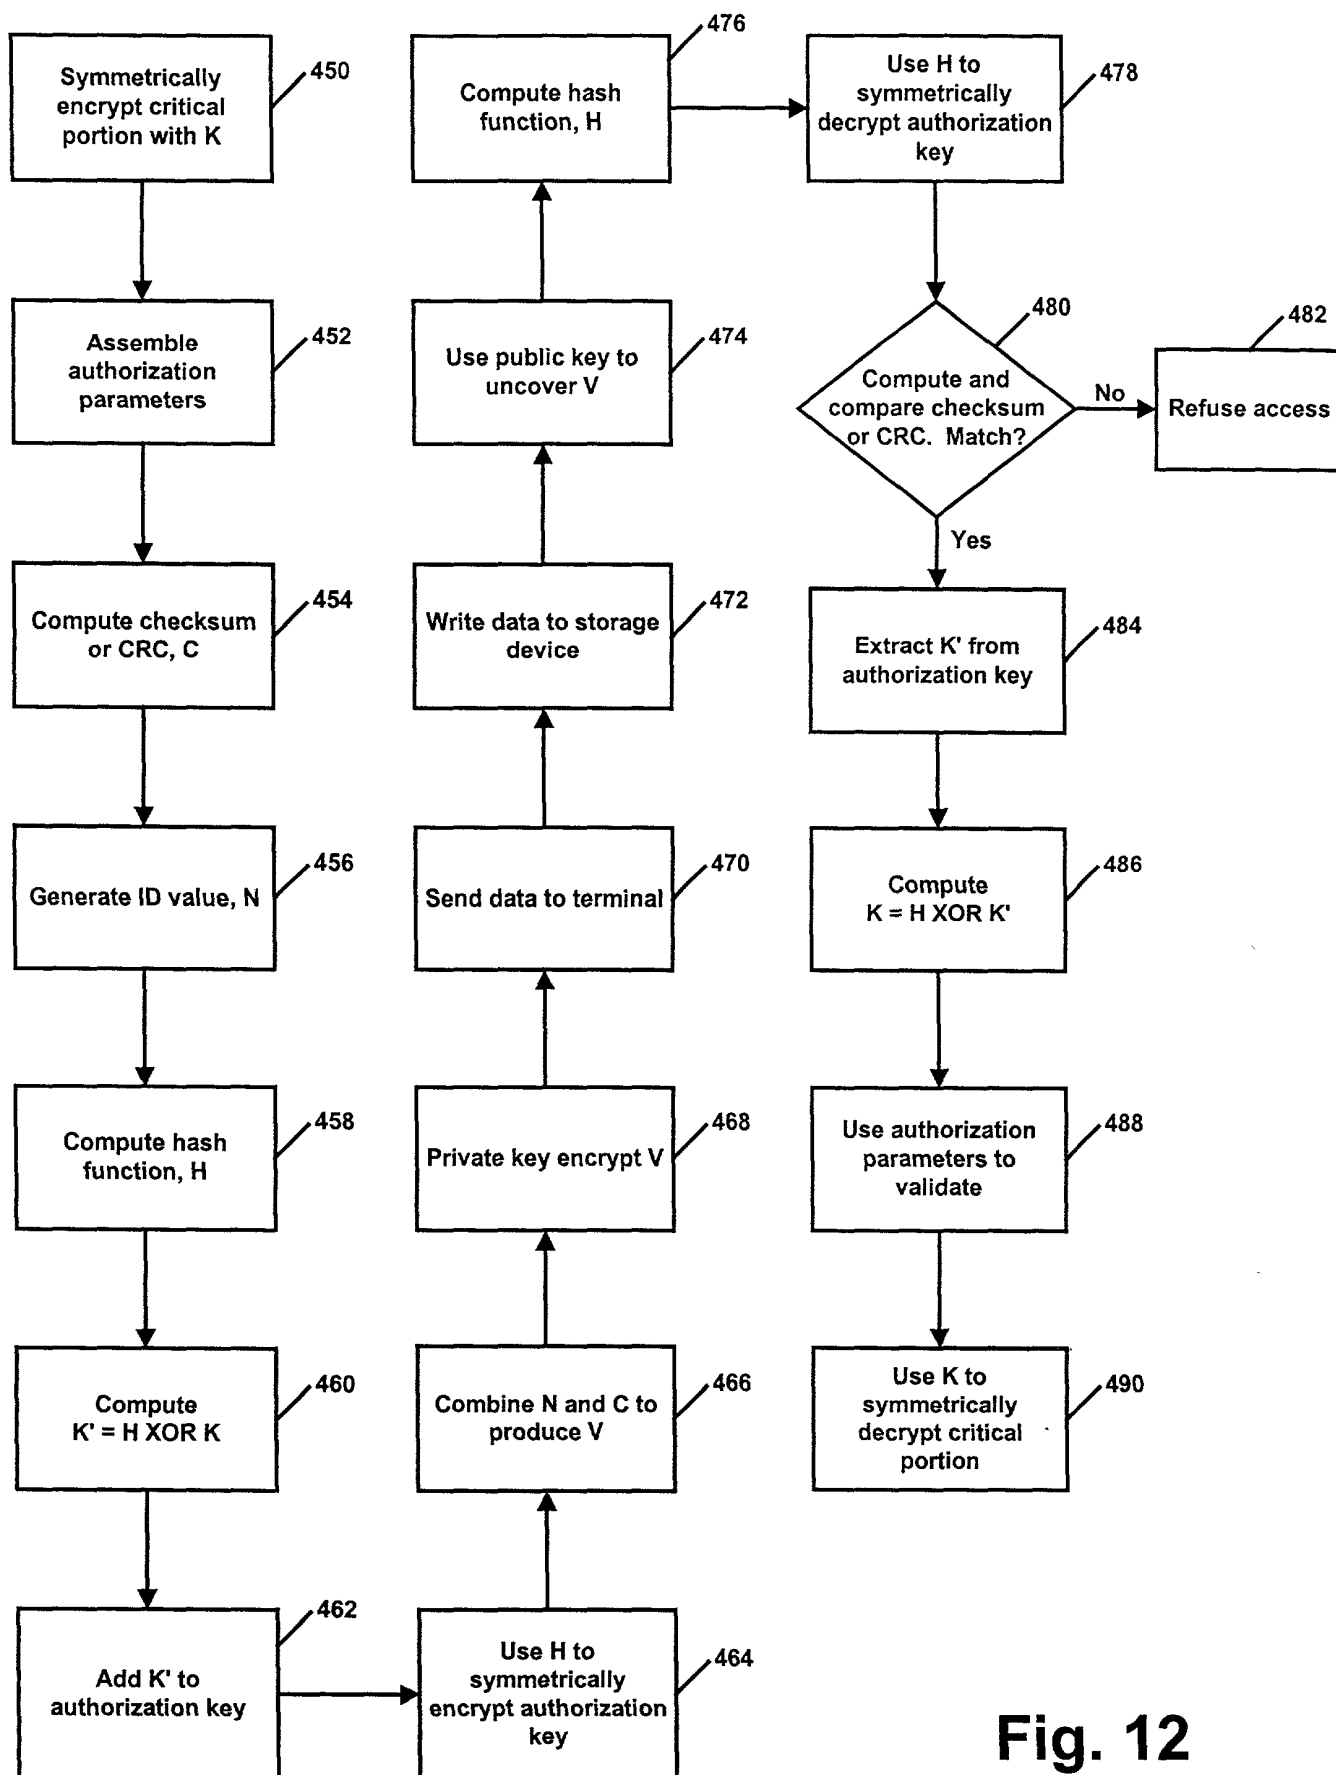 Symmetrically
encrypt critical
portion with K
450
Assemble
authorization
parameters
452
Compute checksum
or CRC, C
454
Generate ID value, N
456
Compute hash
function, H
458
Compute
K' = H XOR K
460
Add K' to
authorization key
462
Use H to
symmetrically
encrypt authorization
key
464
Combine N and C to
produce V
466
Private key encrypt V
468
Send data to terminal
470
Write data to storage
device
472
Use public key to
uncover V
474
Compute hash
function, H
476
Use H to
symmetrically
decrypt authorization
key
478
Compute and
compare checksum
or CRC. Match?
480
No
Refuse access
482
Yes
Extract K' from
authorization key
484
Compute
K = H XOR K'
486
Use authorization
parameters to
validate
488
Use K to
symmetrically
decrypt critical
portion
490
Fig. 12